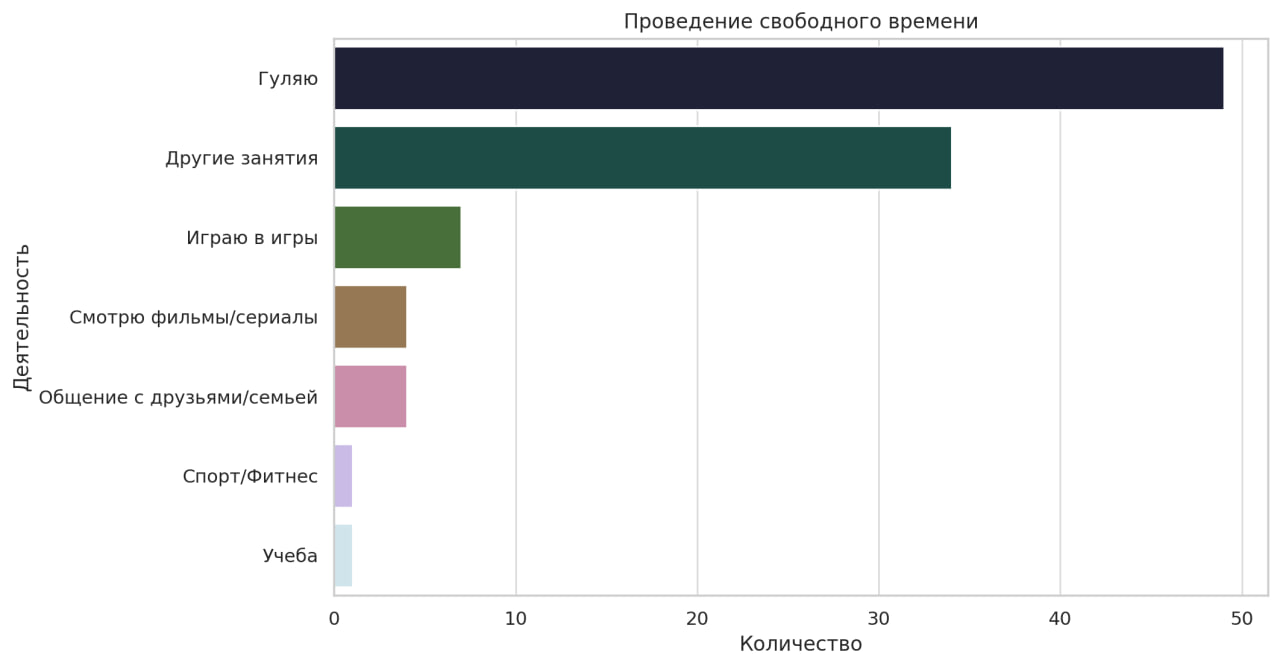 Проведение свободного времени
Гуляю
Другие занятия
Играю в игры
Смотрю фильмы/сериалы
Общение с друзьями/семьей
Спорт/Фитнес
Учеба
Деятельность
0 10 20 30 40 50
Количество